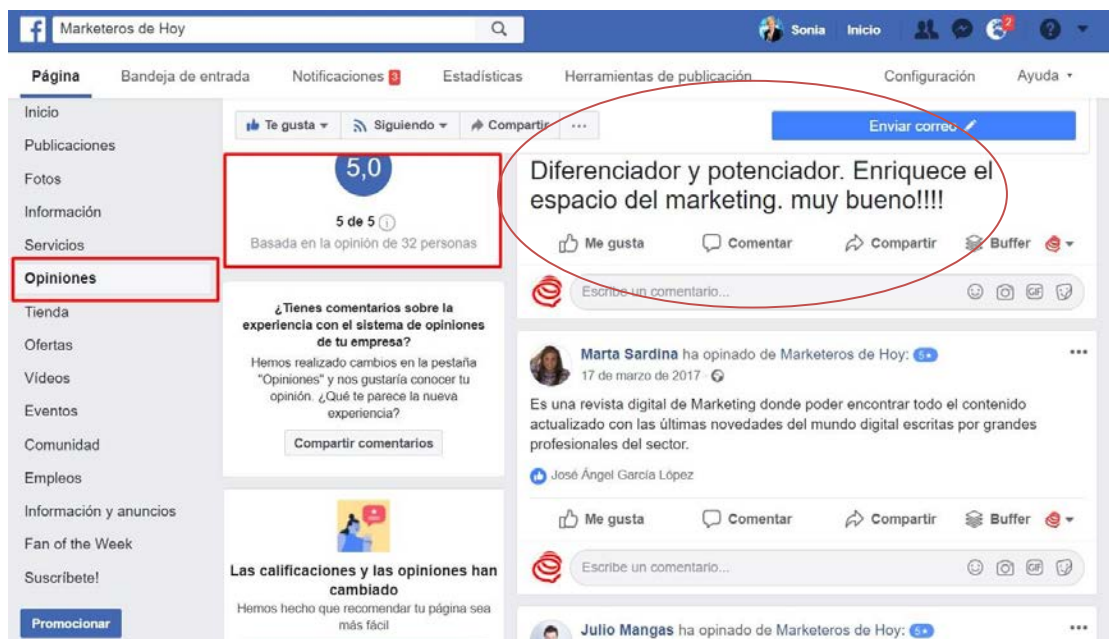 Marketeros de Hoy
Sonia Inicio 2
Página Bandeja de entrada Notificaciones 3 Estadísticas Herramientas de publicación Configuración Ayuda
Inicio
Publicaciones
Fotos
Información
Servicios
Opiniones
Tienda
Ofertas
Vídeos
Eventos
Comunidad
Empleos
Información y anuncios
Fan of the Week
Suscríbete!
Promocionar
Te gusta Siguiendo Compartir ...
Enviar correo
5,0
5 de 5
Basada en la opinión de 32 personas
¿Tienes comentarios sobre la
experiencia con el sistema de opiniones
de tu empresa?
Hemos realizado cambios en la pestaña
"Opiniones" y nos gustaría conocer tu
opinión. ¿Qué te parece la nueva
experiencia?
Compartir comentarios
Las calificaciones y las opiniones han
cambiado
Hemos hecho que recomendar tu página sea
más fácil
Diferenciador y potenciador. Enriquece el
espacio del marketing. muy bueno!!!!
Me gusta Comentar Compartir Buffer
Escribe un comentario... GIF
Marta Sardina ha opinado de Marketeros de Hoy: 5★
17 de marzo de 2017 ·
Es una revista digital de Marketing donde poder encontrar todo el contenido
actualizado con las últimas novedades del mundo digital escritas por grandes
profesionales del sector.
José Ángel García López
Me gusta Comentar Compartir Buffer
Escribe un comentario... GIF
Julio Mangas ha opinado de Marketeros de Hoy: 5★